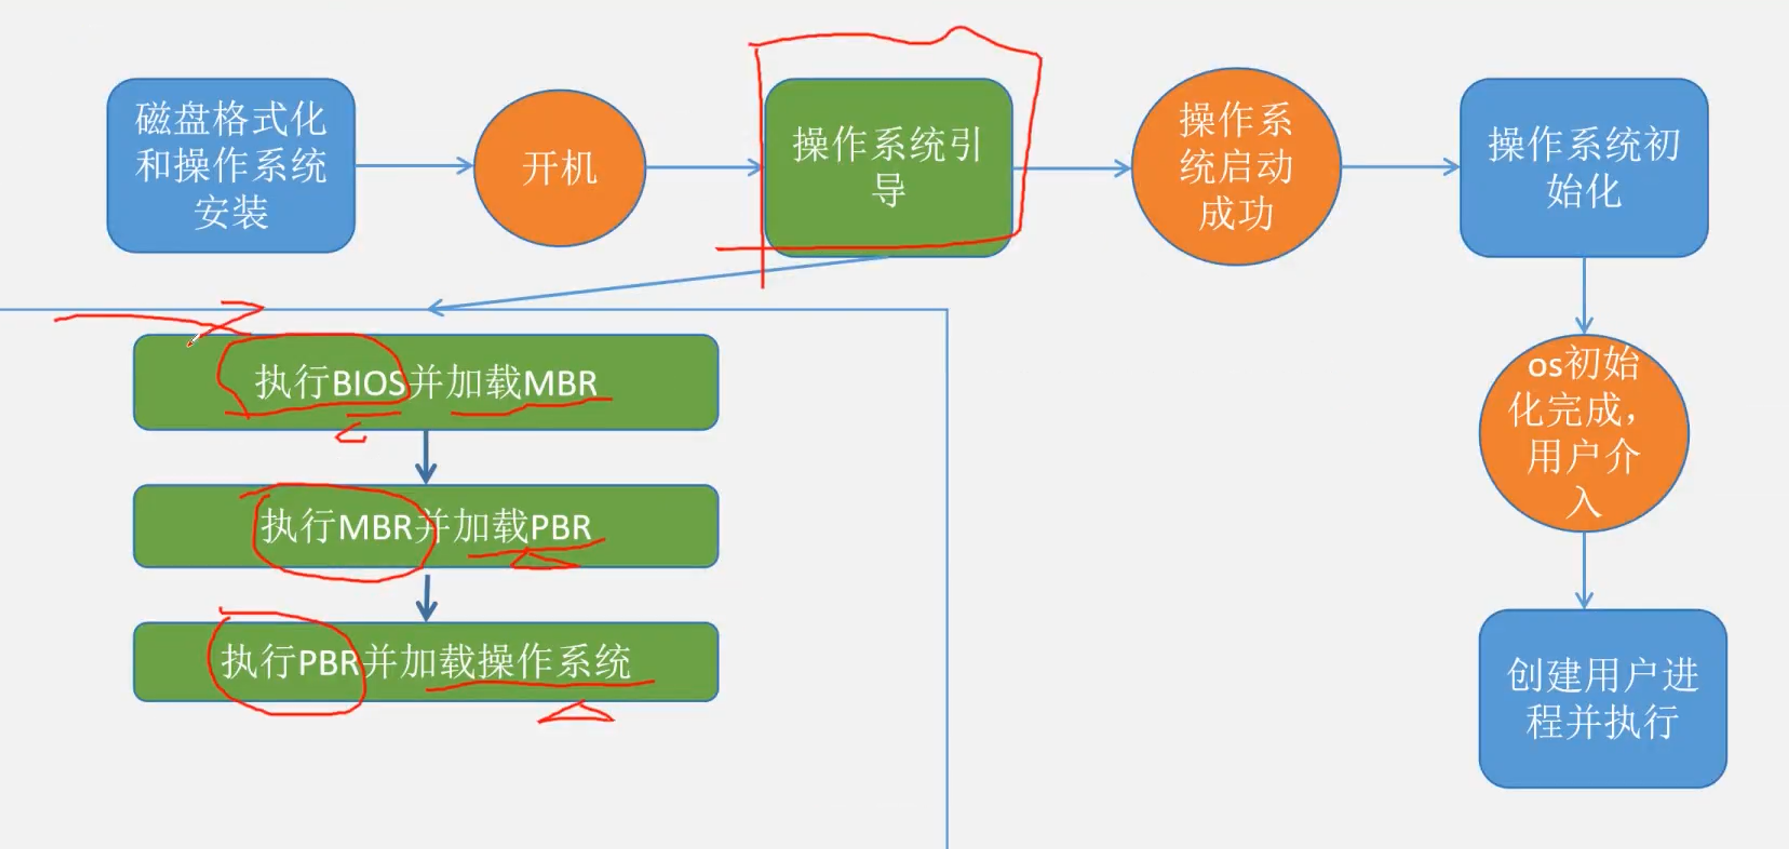 磁盘格式化
和操作系统
安装
开机
操作系统引
导
操作系
统启动
成功
操作系统初
始化
执行BIOS并加载MBR
执行MBR并加载PBR
执行PBR并加载操作系统
os初始
化完成，
用户介
入
创建用户进
程并执行